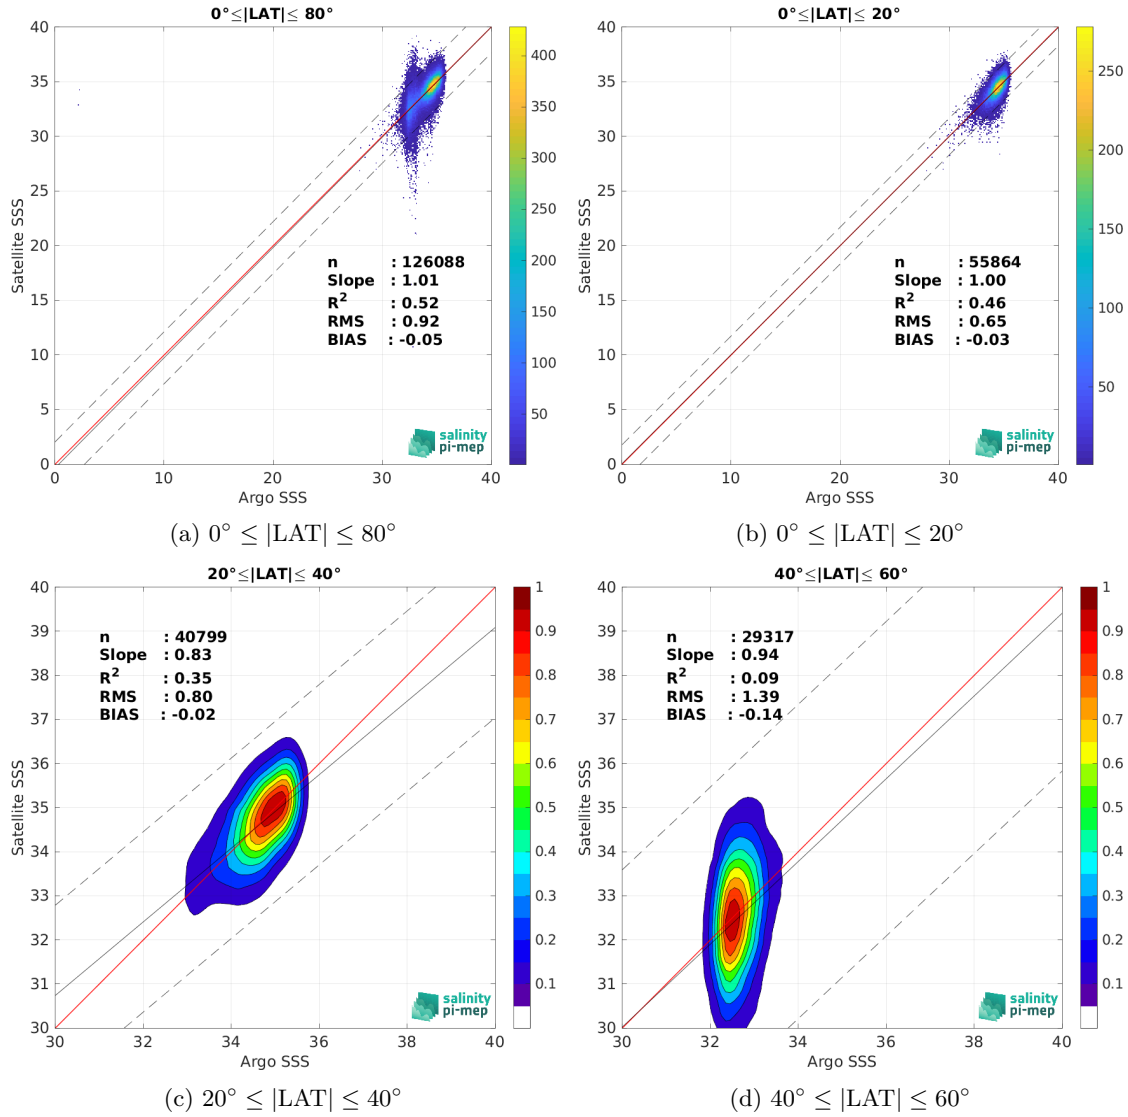 0°≤|LAT|≤ 80°
40
35
30
25
20
15
10
5
0
0
10
20
30
40
Satellite SSS
Argo SSS
n : 126088
Slope : 1.01
R² : 0.52
RMS : 0.92
BIAS : -0.05
salinity
pi-mep
400
350
300
250
200
150
100
50
(a) 0° ≤ |LAT| ≤ 80°
0°≤|LAT|≤ 20°
40
35
30
25
20
15
10
5
0
0
10
20
30
40
Satellite SSS
Argo SSS
n : 55864
Slope : 1.00
R² : 0.46
RMS : 0.65
BIAS : -0.03
salinity
pi-mep
250
200
150
100
50
(b) 0° ≤ |LAT| ≤ 20°
20°≤|LAT|≤ 40°
40
39
38
37
36
35
34
33
32
31
30
30
32
34
36
38
40
Satellite SSS
Argo SSS
n : 40799
Slope : 0.83
R² : 0.35
RMS : 0.80
BIAS : -0.02
salinity
pi-mep
1
0.9
0.8
0.7
0.6
0.5
0.4
0.3
0.2
0.1
(c) 20° ≤ |LAT| ≤ 40°
40°≤|LAT|≤ 60°
40
39
38
37
36
35
34
33
32
31
30
30
32
34
36
38
40
Satellite SSS
Argo SSS
n : 29317
Slope : 0.94
R² : 0.09
RMS : 1.39
BIAS : -0.14
salinity
pi-mep
1
0.9
0.8
0.7
0.6
0.5
0.4
0.3
0.2
0.1
(d) 40° ≤ |LAT| ≤ 60°